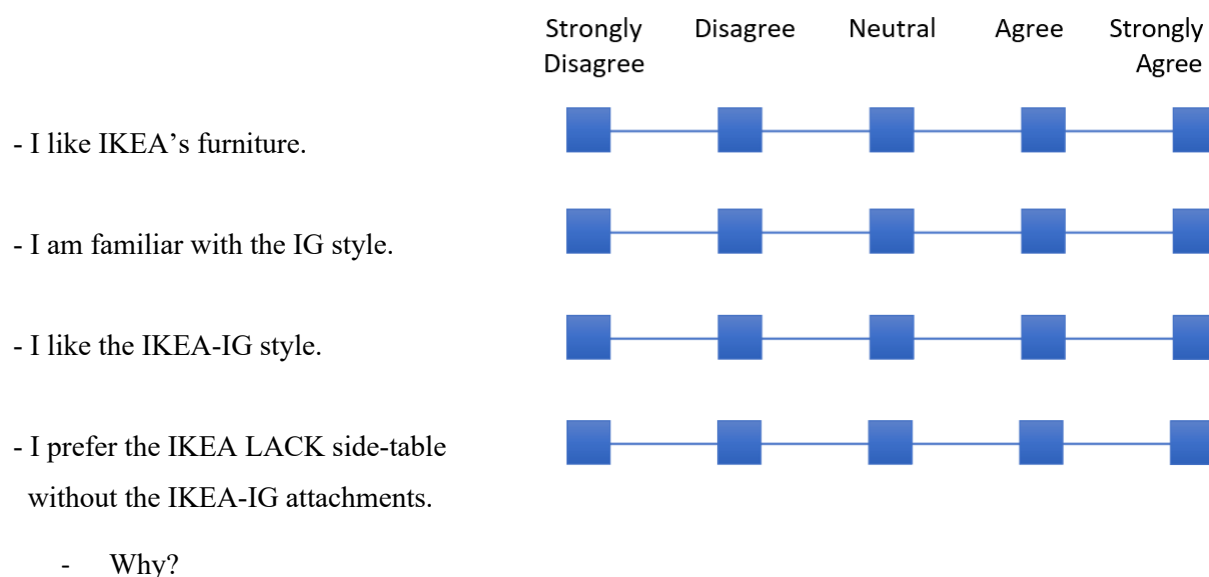 Strongly Disagree Neutral Agree Strongly
Disagree Agree
- I like IKEA’s furniture.
- I am familiar with the IG style.
- I like the IKEA-IG style.
- I prefer the IKEA LACK side-table
without the IKEA-IG attachments.
- Why?